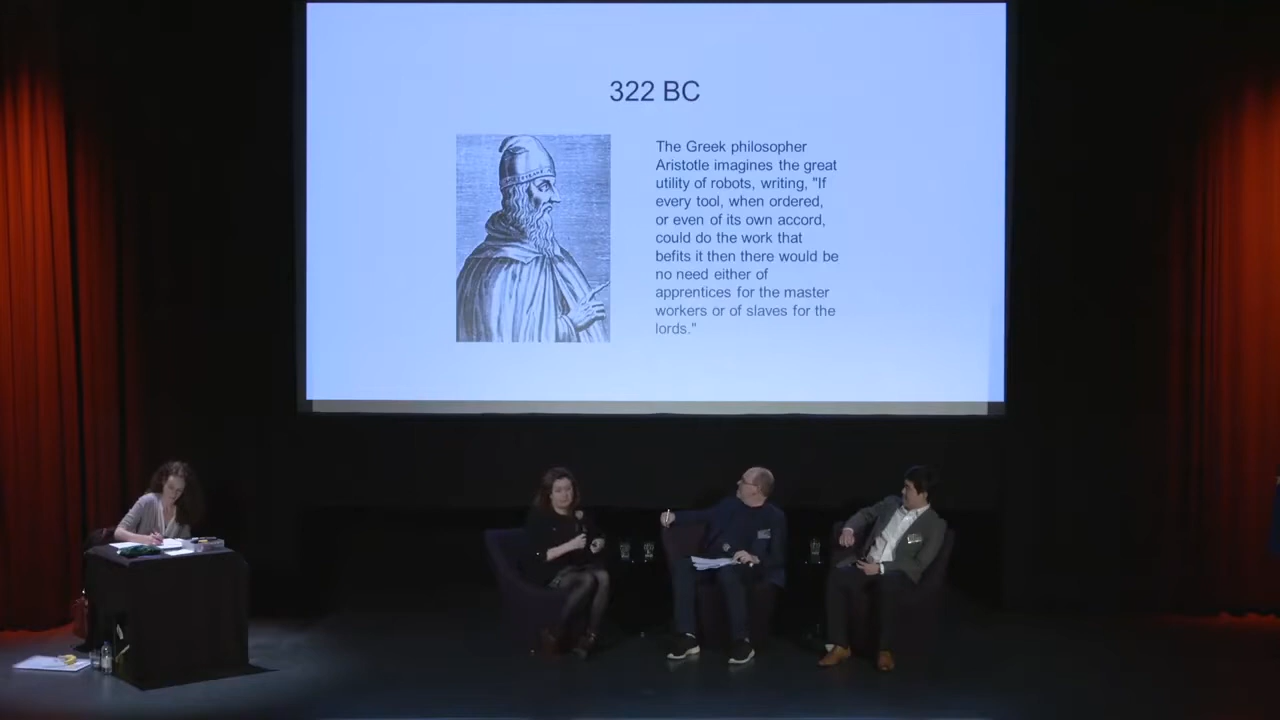 322 BC
The Greek philosopher
Aristotle imagines the great
utility of robots, writing, "If
every tool, when ordered,
or even of its own accord,
could do the work that
befits it then there would be
no need either of
apprentices for the master
workers or of slaves for the
lords."